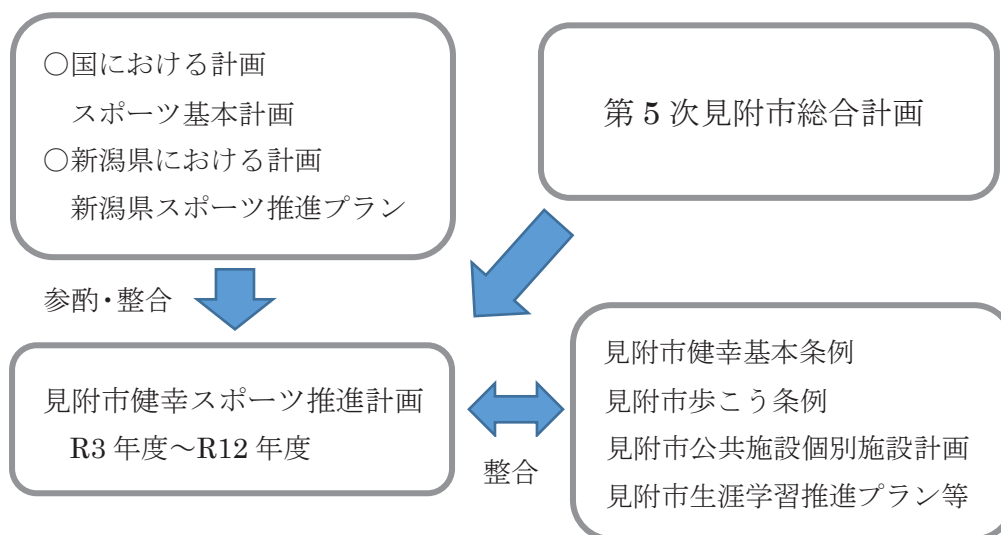 ○国における計画
スポーツ基本計画
○新潟県における計画
新潟県スポーツ推進プラン
第 5 次見附市総合計画
参酌・整合
見附市健幸スポーツ推進計画
R3 年度～R12 年度
整合
見附市健幸基本条例
見附市歩こう条例
見附市公共施設個別施設計画
見附市生涯学習推進プラン等